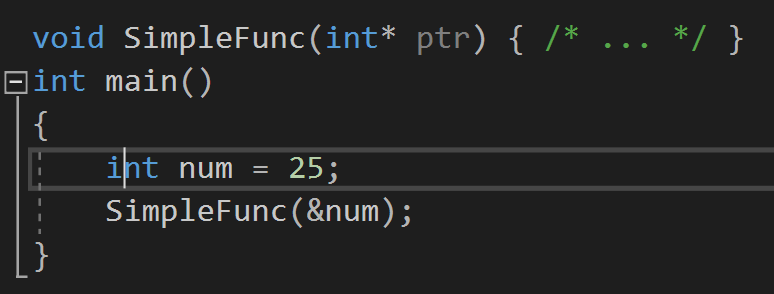 void SimpleFunc(int* ptr) { /* ... */ }
int main()
{
    int num = 25;
    SimpleFunc(&num);
}